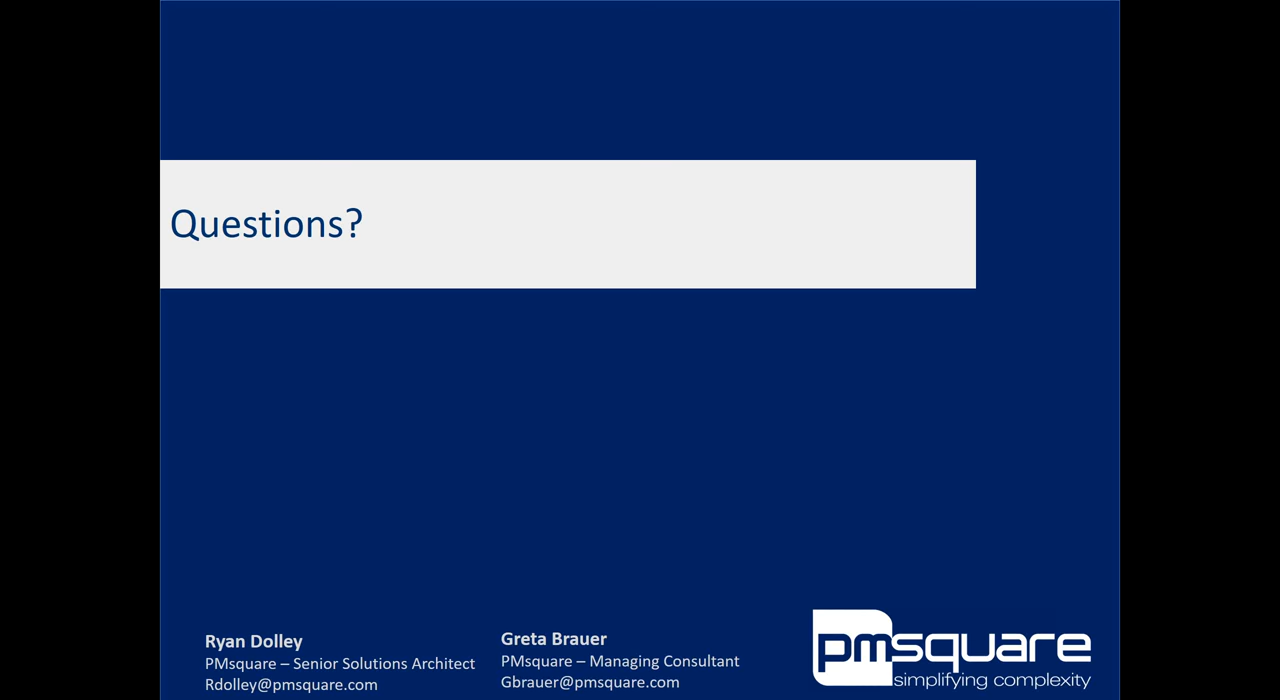 Questions?
Ryan Dolley
PMsquare – Senior Solutions Architect
Rdolley@pmsquare.com
Greta Brauer
PMsquare – Managing Consultant
Gbrauer@pmsquare.com
pmsquare
simplifying complexity